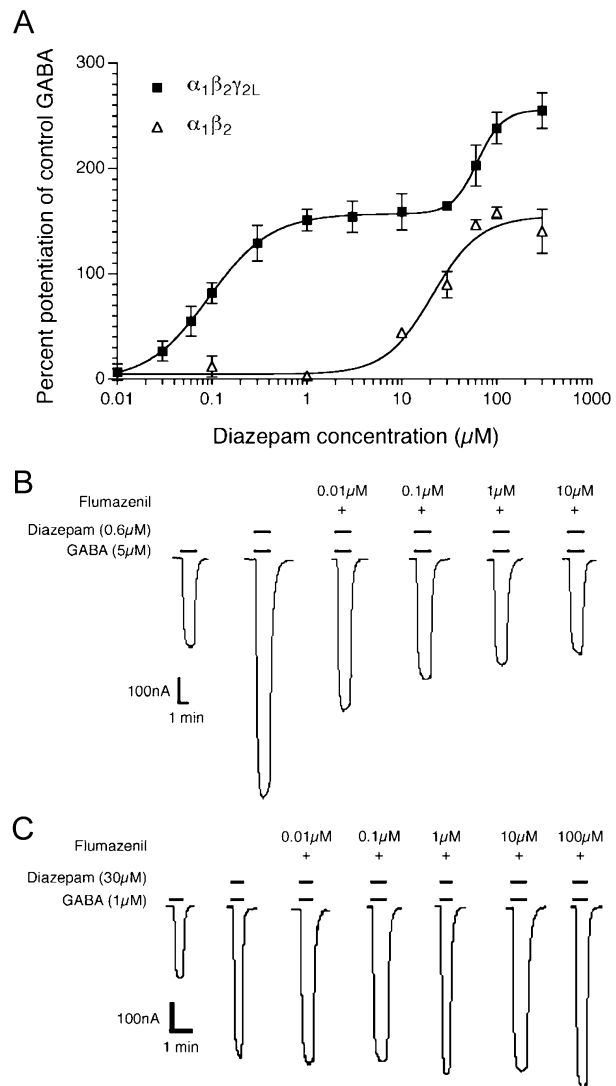 A
Percent potentiation of control GABA
300
200
100
0
α1β2γ2L
α1β2
0.01
0.1
1
10
100
1000
Diazepam concentration (μM)
B
0.01μM 0.1μM 1μM 10μM
Flumazenil + + + +
Diazepam (0.6μM)
GABA (5μM)
100nA
1 min
C
0.01μM 0.1μM 1μM 10μM 100μM
Flumazenil + + + + +
Diazepam (30μM)
GABA (1μM)
100nA
1 min